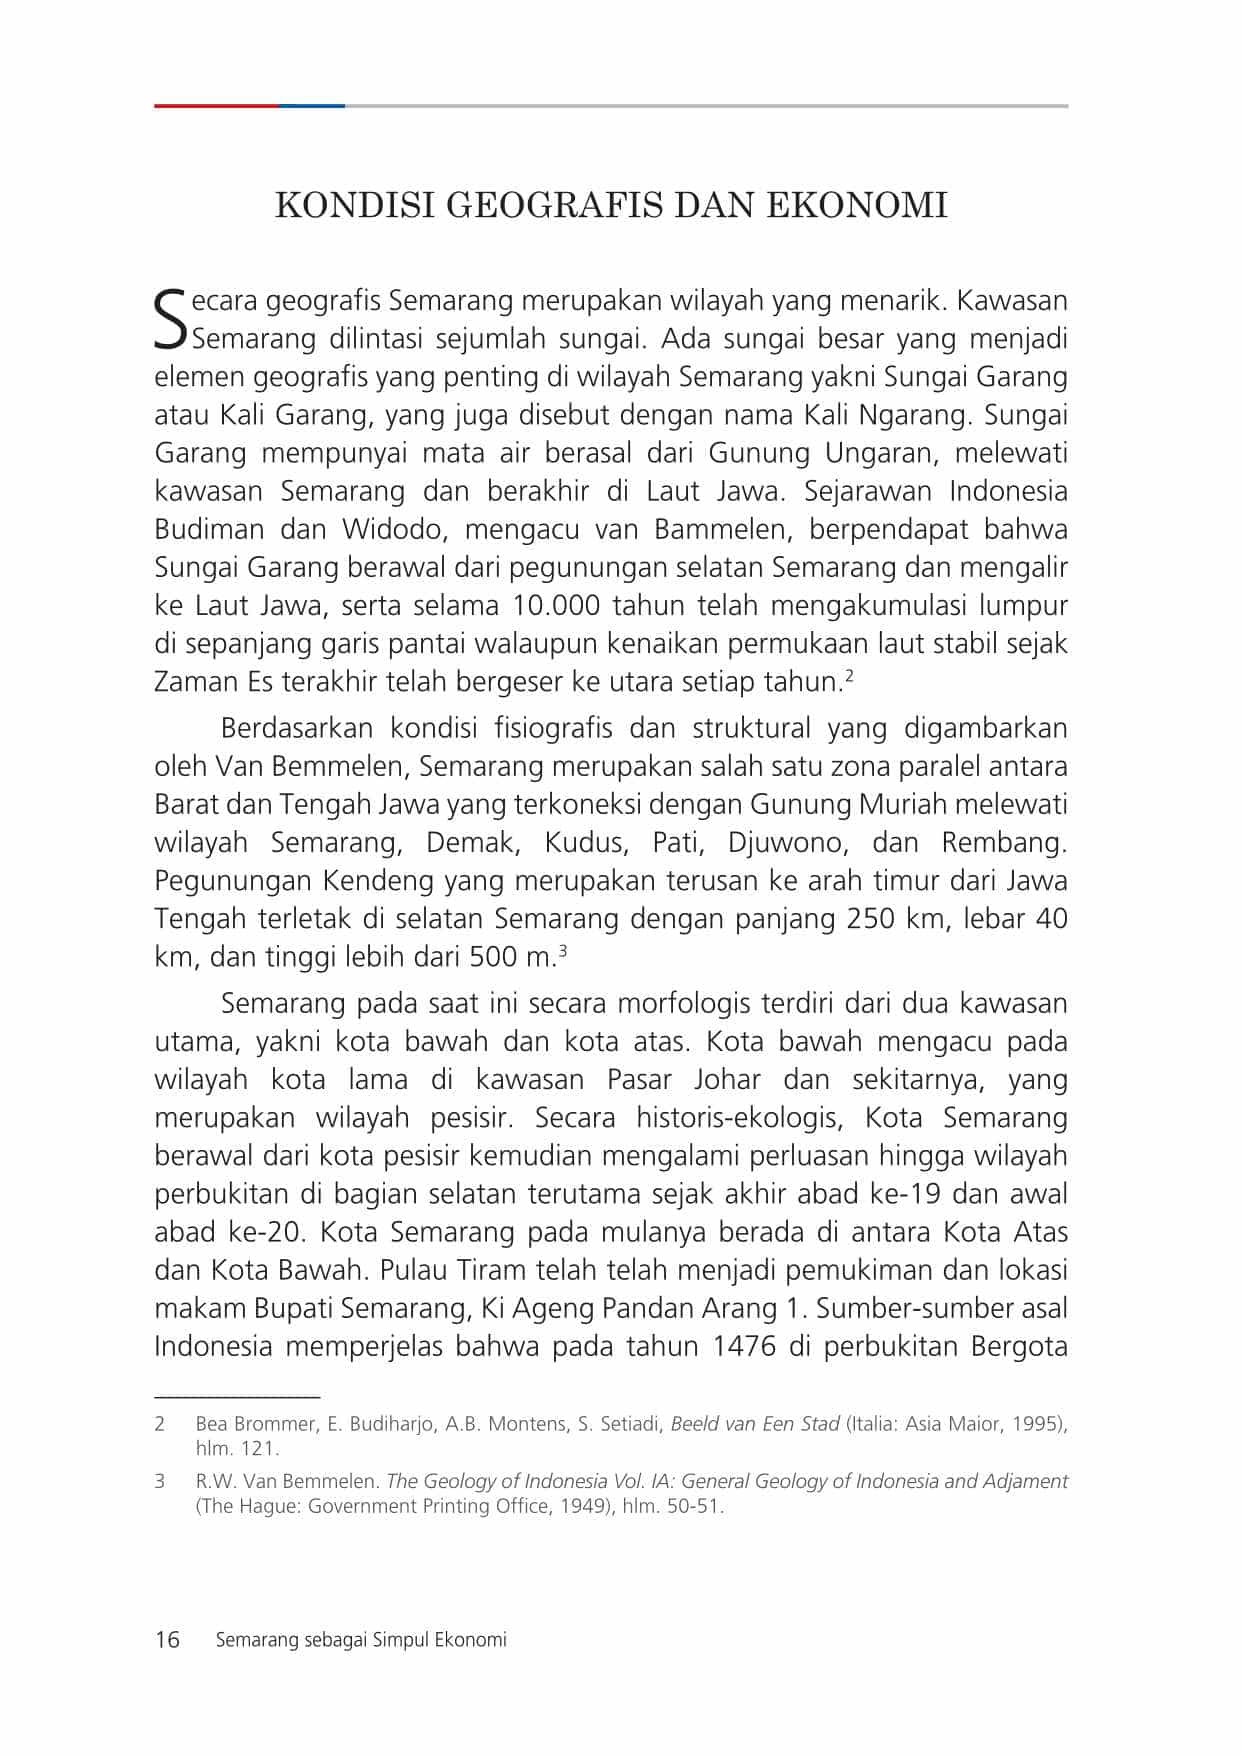 KONDISI GEOGRAFIS DAN EKONOMI
Secara geografis Semarang merupakan wilayah yang menarik. Kawasan
Semarang dilintasi sejumlah sungai. Ada sungai besar yang menjadi
elemen geografis yang penting di wilayah Semarang yakni Sungai Garang
atau Kali Garang, yang juga disebut dengan nama Kali Ngarang. Sungai
Garang mempunyai mata air berasal dari Gunung Ungaran, melewati
kawasan Semarang dan berakhir di Laut Jawa. Sejarawan Indonesia
Budiman dan Widodo, mengacu van Bammelen, berpendapat bahwa
Sungai Garang berawal dari pegunungan selatan Semarang dan mengalir
ke Laut Jawa, serta selama 10.000 tahun telah mengakumulasi lumpur
di sepanjang garis pantai walaupun kenaikan permukaan laut stabil sejak
Zaman Es terakhir telah bergeser ke utara setiap tahun.2
Berdasarkan kondisi fisiografis dan struktural yang digambarkan
oleh Van Bemmelen, Semarang merupakan salah satu zona paralel antara
Barat dan Tengah Jawa yang terkoneksi dengan Gunung Muriah melewati
wilayah Semarang, Demak, Kudus, Pati, Djuwono, dan Rembang.
Pegunungan Kendeng yang merupakan terusan ke arah timur dari Jawa
Tengah terletak di selatan Semarang dengan panjang 250 km, lebar 40
km, dan tinggi lebih dari 500 m.3
Semarang pada saat ini secara morfologis terdiri dari dua kawasan
utama, yakni kota bawah dan kota atas. Kota bawah mengacu pada
wilayah kota lama di kawasan Pasar Johar dan sekitarnya, yang
merupakan wilayah pesisir. Secara historis-ekologis, Kota Semarang
berawal dari kota pesisir kemudian mengalami perluasan hingga wilayah
perbukitan di bagian selatan terutama sejak akhir abad ke-19 dan awal
abad ke-20. Kota Semarang pada mulanya berada di antara Kota Atas
dan Kota Bawah. Pulau Tiram telah telah menjadi pemukiman dan lokasi
makam Bupati Semarang, Ki Ageng Pandan Arang 1. Sumber-sumber asal
Indonesia memperjelas bahwa pada tahun 1476 di perbukitan Bergota
2 Bea Brommer, E. Budiharjo, A.B. Montens, S. Setiadi, Beeld van Een Stad (Italia: Asia Maior, 1995),
hlm. 121.
3 R.W. Van Bemmelen. The Geology of Indonesia Vol. IA: General Geology of Indonesia and Adjament
(The Hague: Government Printing Office, 1949), hlm. 50-51.
16 Semarang sebagai Simpul Ekonomi